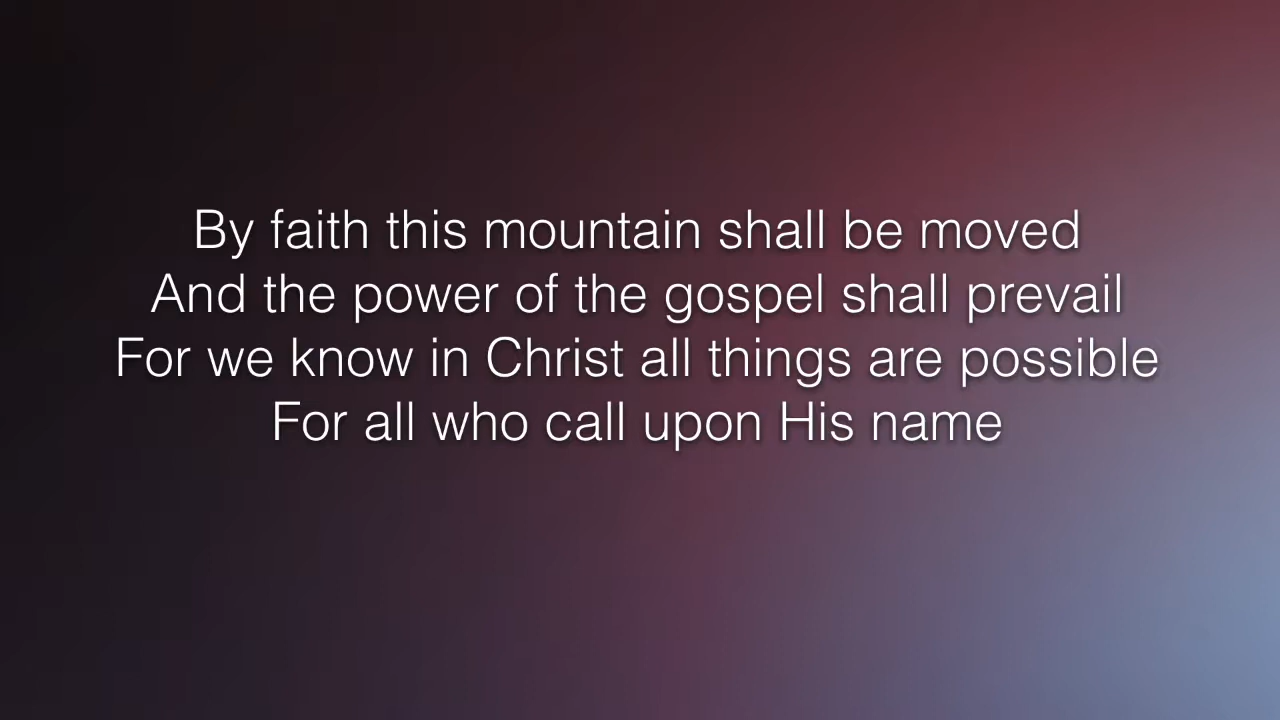 By faith this mountain shall be moved
And the power of the gospel shall prevail
For we know in Christ all things are possible
For all who call upon His name